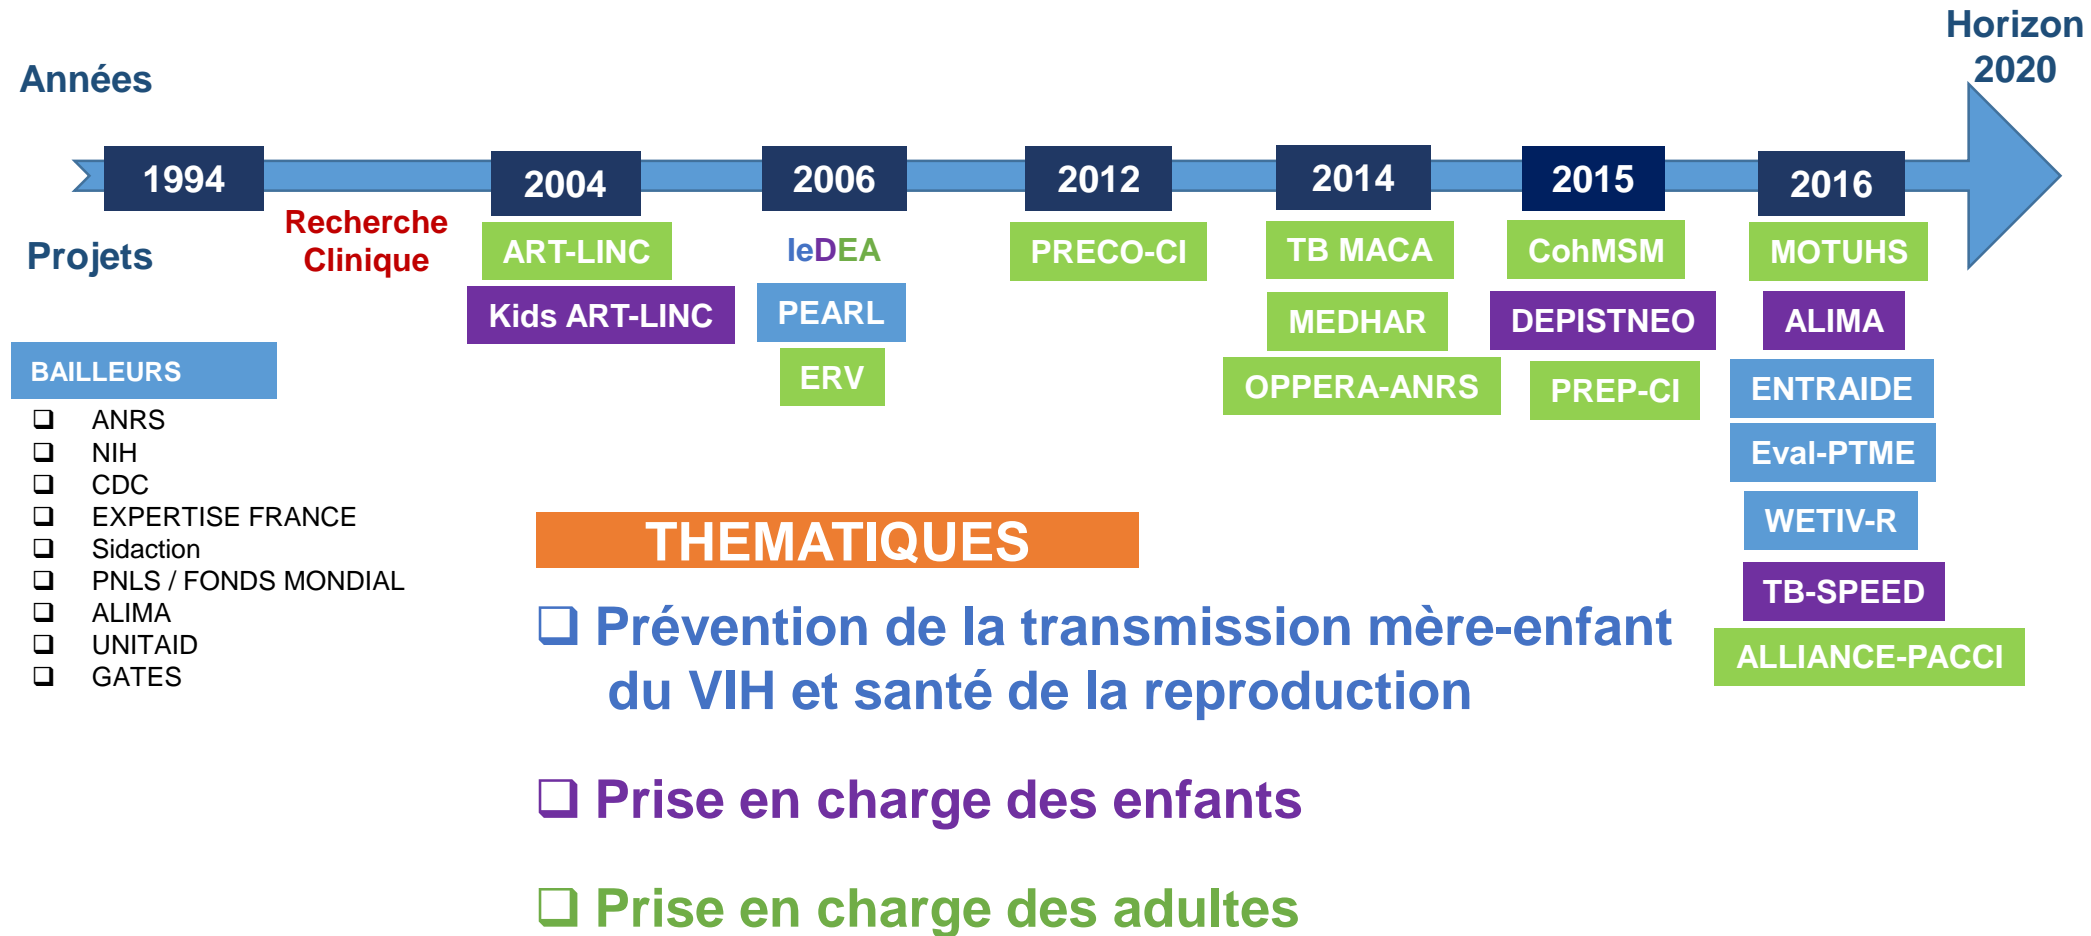 Horizon
2020
Années
1994
2004
2006
2012
2014
2015
2016
Projets
Recherche
Clinique
ART-LINC
Kids ART-LINC
IeDEA
PEARL
ERV
PRECO-CI
TB MACA
MEDHAR
OPPERA-ANRS
CohMSM
DEPISTNEO
PREP-CI
MOTUHS
ALIMA
ENTRAIDE
Eval-PTME
WETIV-R
TB-SPEED
ALLIANCE-PACCI
BAILLEURS
❑ ANRS
❑ NIH
❑ CDC
❑ EXPERTISE FRANCE
❑ Sidaction
❑ PNLS / FONDS MONDIAL
❑ ALIMA
❑ UNITAID
❑ GATES
THEMATIQUES
❑ Prévention de la transmission mère-enfant
du VIH et santé de la reproduction
❑ Prise en charge des enfants
❑ Prise en charge des adultes